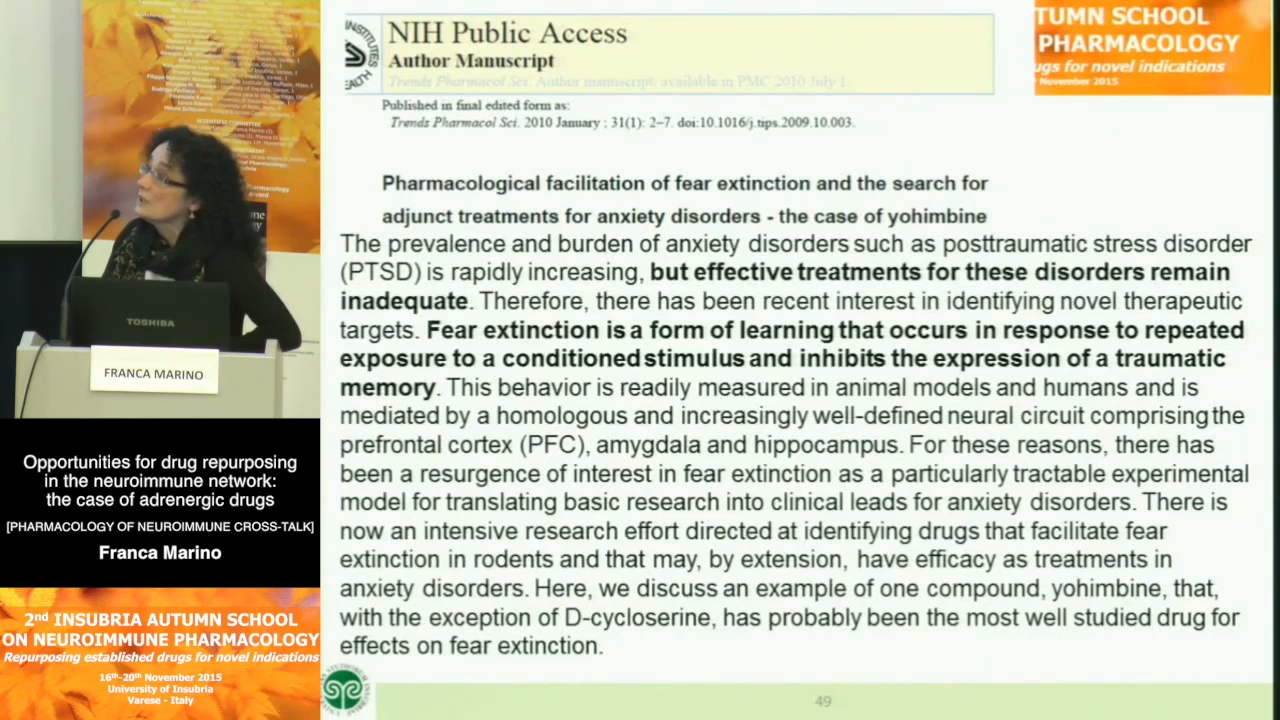 NIH Public Access
Author Manuscript
Trends Pharmacol Sci. Author manuscript; available in PMC 2010 July 1
Published in final edited form as:
Trends Pharmacol Sci. 2010 January ; 31(1): 2–7. doi:10.1016/j.tips.2009.10.003.
TUMN SCHOOL
PHARMACOLOGY
ugs for novel indications
November 2015
Pharmacological facilitation of fear extinction and the search for
adjunct treatments for anxiety disorders - the case of yohimbine
The prevalence and burden of anxiety disorders such as posttraumatic stress disorder
(PTSD) is rapidly increasing, but effective treatments for these disorders remain
inadequate. Therefore, there has been recent interest in identifying novel therapeutic
targets. Fear extinction is a form of learning that occurs in response to repeated
exposure to a conditioned stimulus and inhibits the expression of a traumatic
memory. This behavior is readily measured in animal models and humans and is
mediated by a homologous and increasingly well-defined neural circuit comprising the
prefrontal cortex (PFC), amygdala and hippocampus. For these reasons, there has
been a resurgence of interest in fear extinction as a particularly tractable experimental
model for translating basic research into clinical leads for anxiety disorders. There is
now an intensive research effort directed at identifying drugs that facilitate fear
extinction in rodents and that may, by extension, have efficacy as treatments in
anxiety disorders. Here, we discuss an example of one compound, yohimbine, that,
with the exception of D-cycloserine, has probably been the most well studied drug for
effects on fear extinction.
49
TOSHIBA
FRANCA MARINO
Opportunities for drug repurposing
in the neuroimmune network:
the case of adrenergic drugs
[PHARMACOLOGY OF NEUROIMMUNE CROSS-TALK]
Franca Marino
2nd INSUBRIA AUTUMN SCHOOL
ON NEUROIMMUNE PHARMACOLOGY
Repurposing established drugs for novel indications
16th-20th November 2015
University of Insubria
Varese - Italy